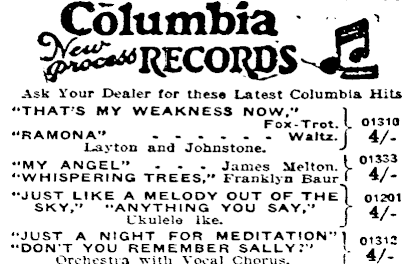 Columbia
New
process RECORDS
Ask Your Dealer for these Latest Columbia Hits
"THAT'S MY WEAKNESS NOW,"
Fox-Trot. 01310
"RAMONA" - - - - - - Waltz. 4/-
Layton and Johnstone.
"MY ANGEL" - - - James Melton. 01333
"WHISPERING TREES," Franklyn Baur 4/-
"JUST LIKE A MELODY OUT OF THE 01201
SKY," "ANYTHING YOU SAY," 4/-
Ukulele Ike.
"JUST A NIGHT FOR MEDITATION" 01312
"DON'T YOU REMEMBER SALLY?" 4/-
Orchestra with Vocal Chorus.